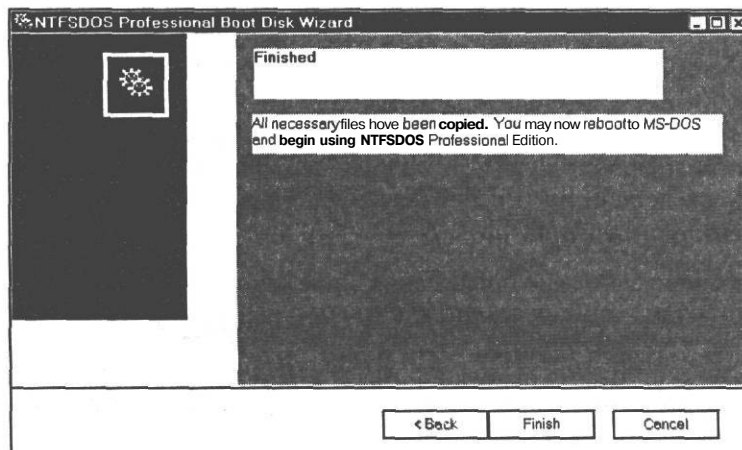 NTFSDOS Professional Boot Disk Wizard
Finished
All necessaryfiles hove been copied. You may now rebootto MS-DOS
and begin using NTFSDOS Professional Edition.
< Back
Finish
Cancel